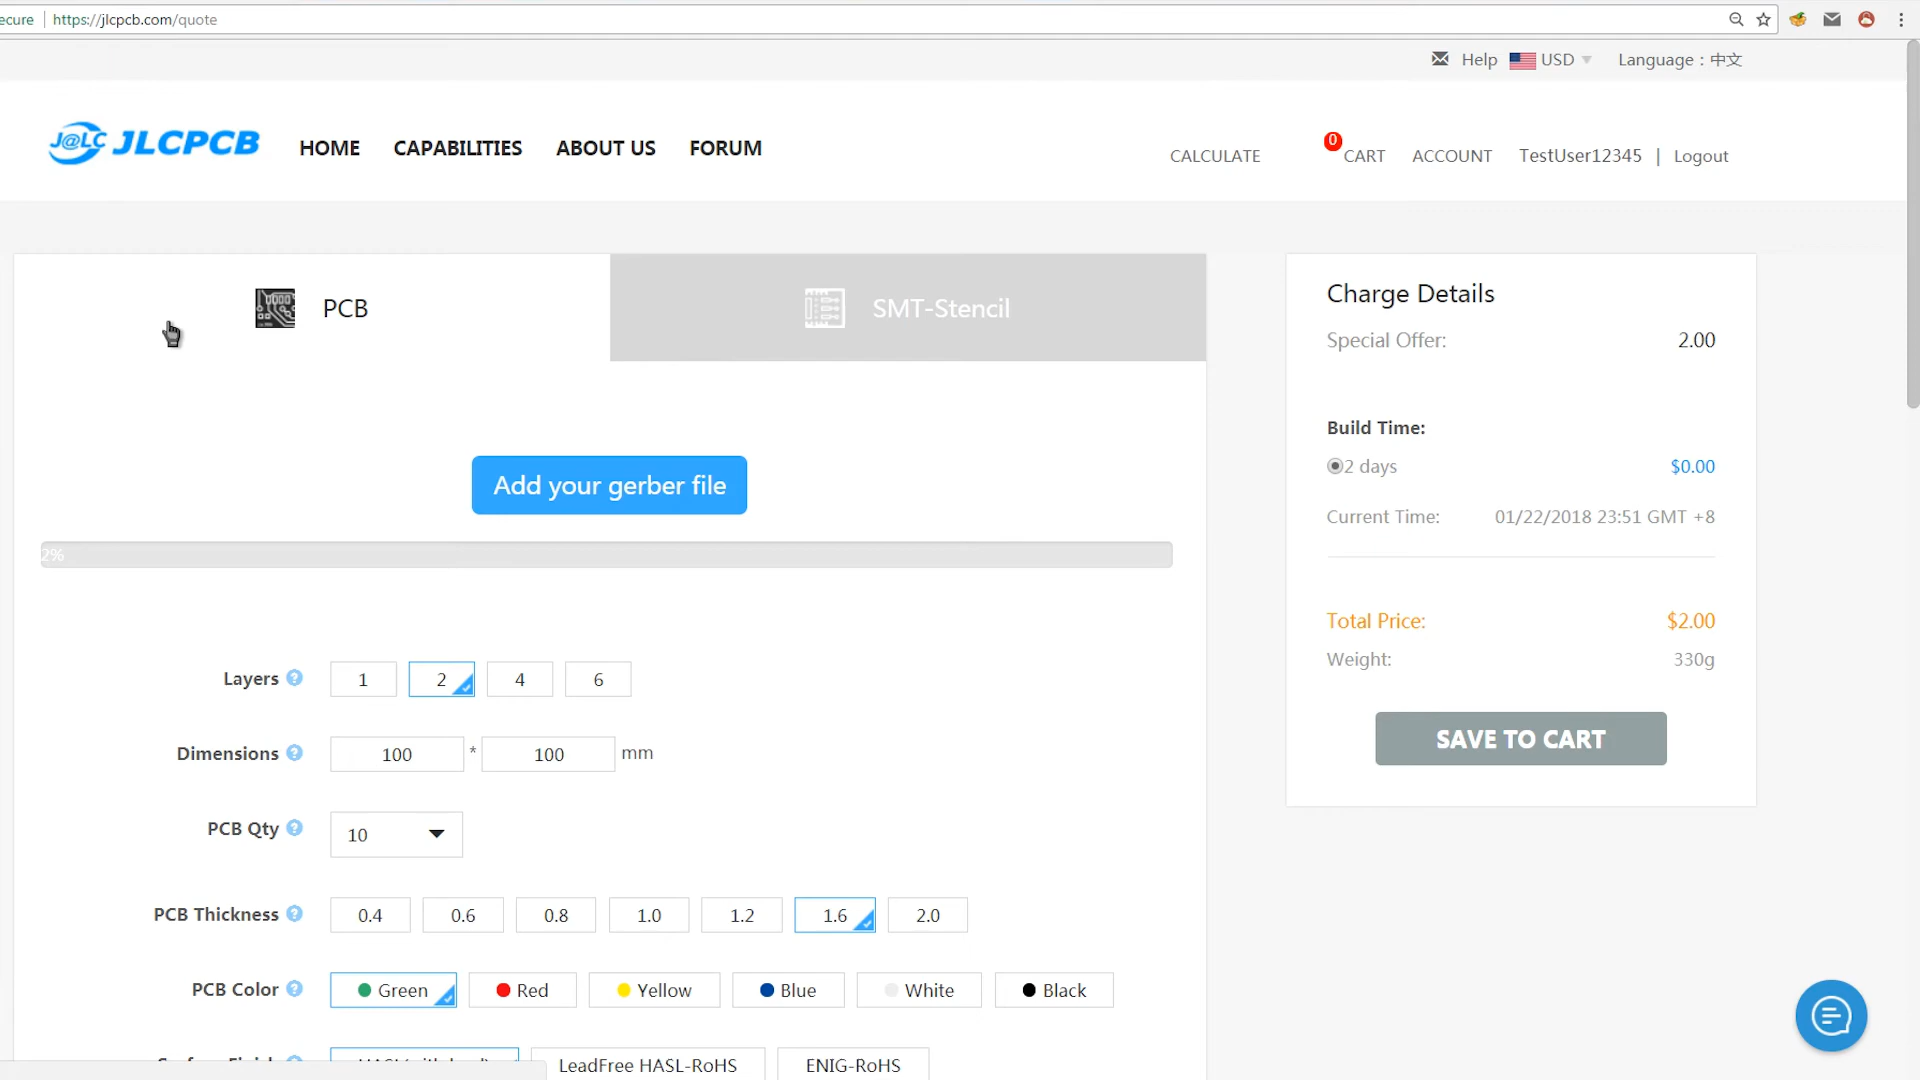 ecure | https://jlcpcb.com/quote
Help USD Language : 中文
J@LC JLCPCB HOME CAPABILITIES ABOUT US FORUM CALCULATE 0 CART ACCOUNT TestUser12345 | Logout
PCB SMT-Stencil
Add your gerber file
2%
Layers ? 1 2 4 6
Dimensions ? 100 * 100 mm
PCB Qty ? 10
PCB Thickness ? 0.4 0.6 0.8 1.0 1.2 1.6 2.0
PCB Color ? Green Red Yellow Blue White Black
LeadFree HASL-RoHS ENIG-RoHS
Charge Details
Special Offer: 2.00
Build Time:
2 days $0.00
Current Time: 01/22/2018 23:51 GMT +8
Total Price: $2.00
Weight: 330g
SAVE TO CART